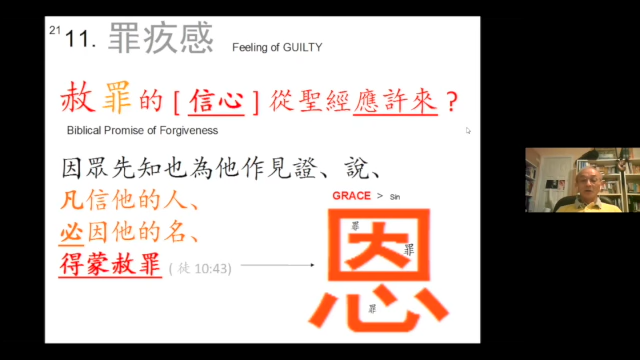 21 11. 罪疚感 Feeling of GUILTY
赦罪的 [ 信心 ] 從聖經應許來？
Biblical Promise of Forgiveness
因眾先知也為他作見證、說、
凡信他的人、
必因他的名、
得蒙赦罪 ( 徒 10:43)
GRACE > Sin
恩
罪
罪
罪